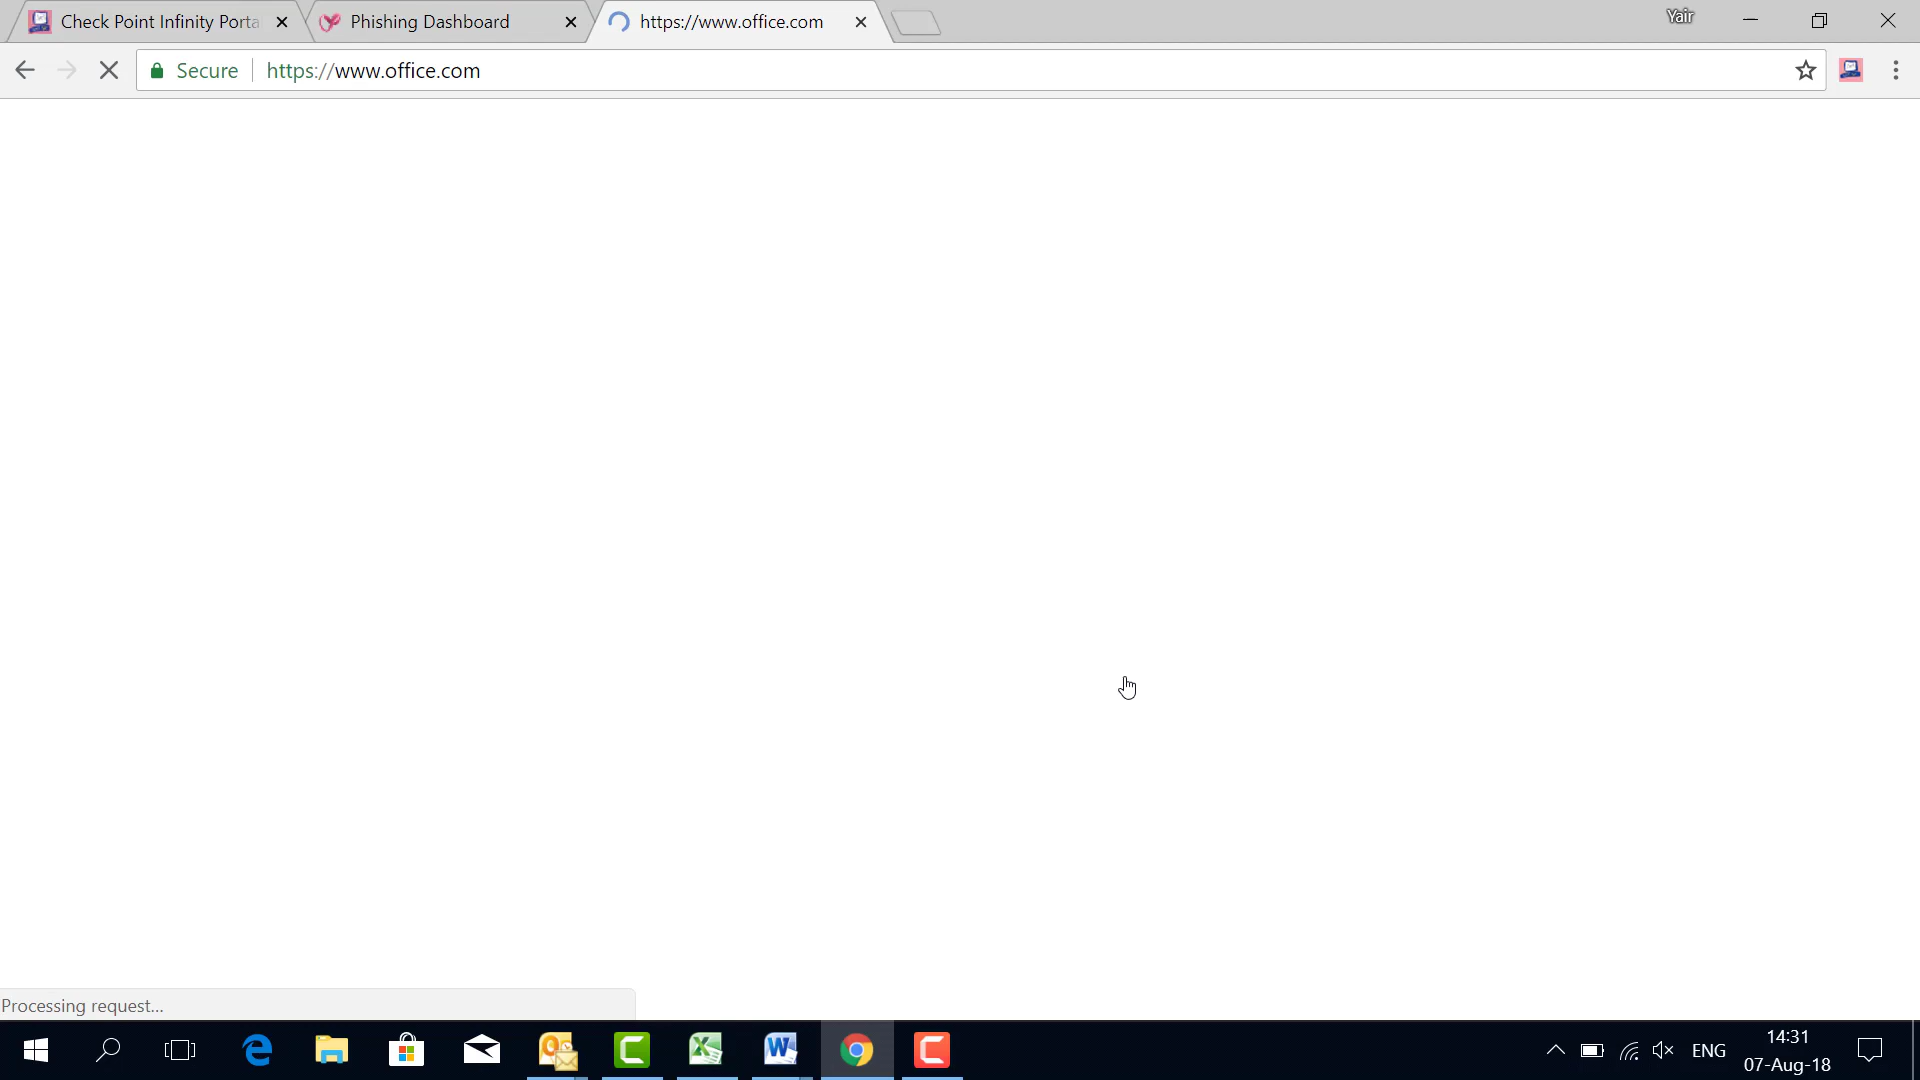 Check Point Infinity Porta
Phishing Dashboard
https://www.office.com
Yair
Secure
https://www.office.com
Processing request...
ENG
14:31
07-Aug-18